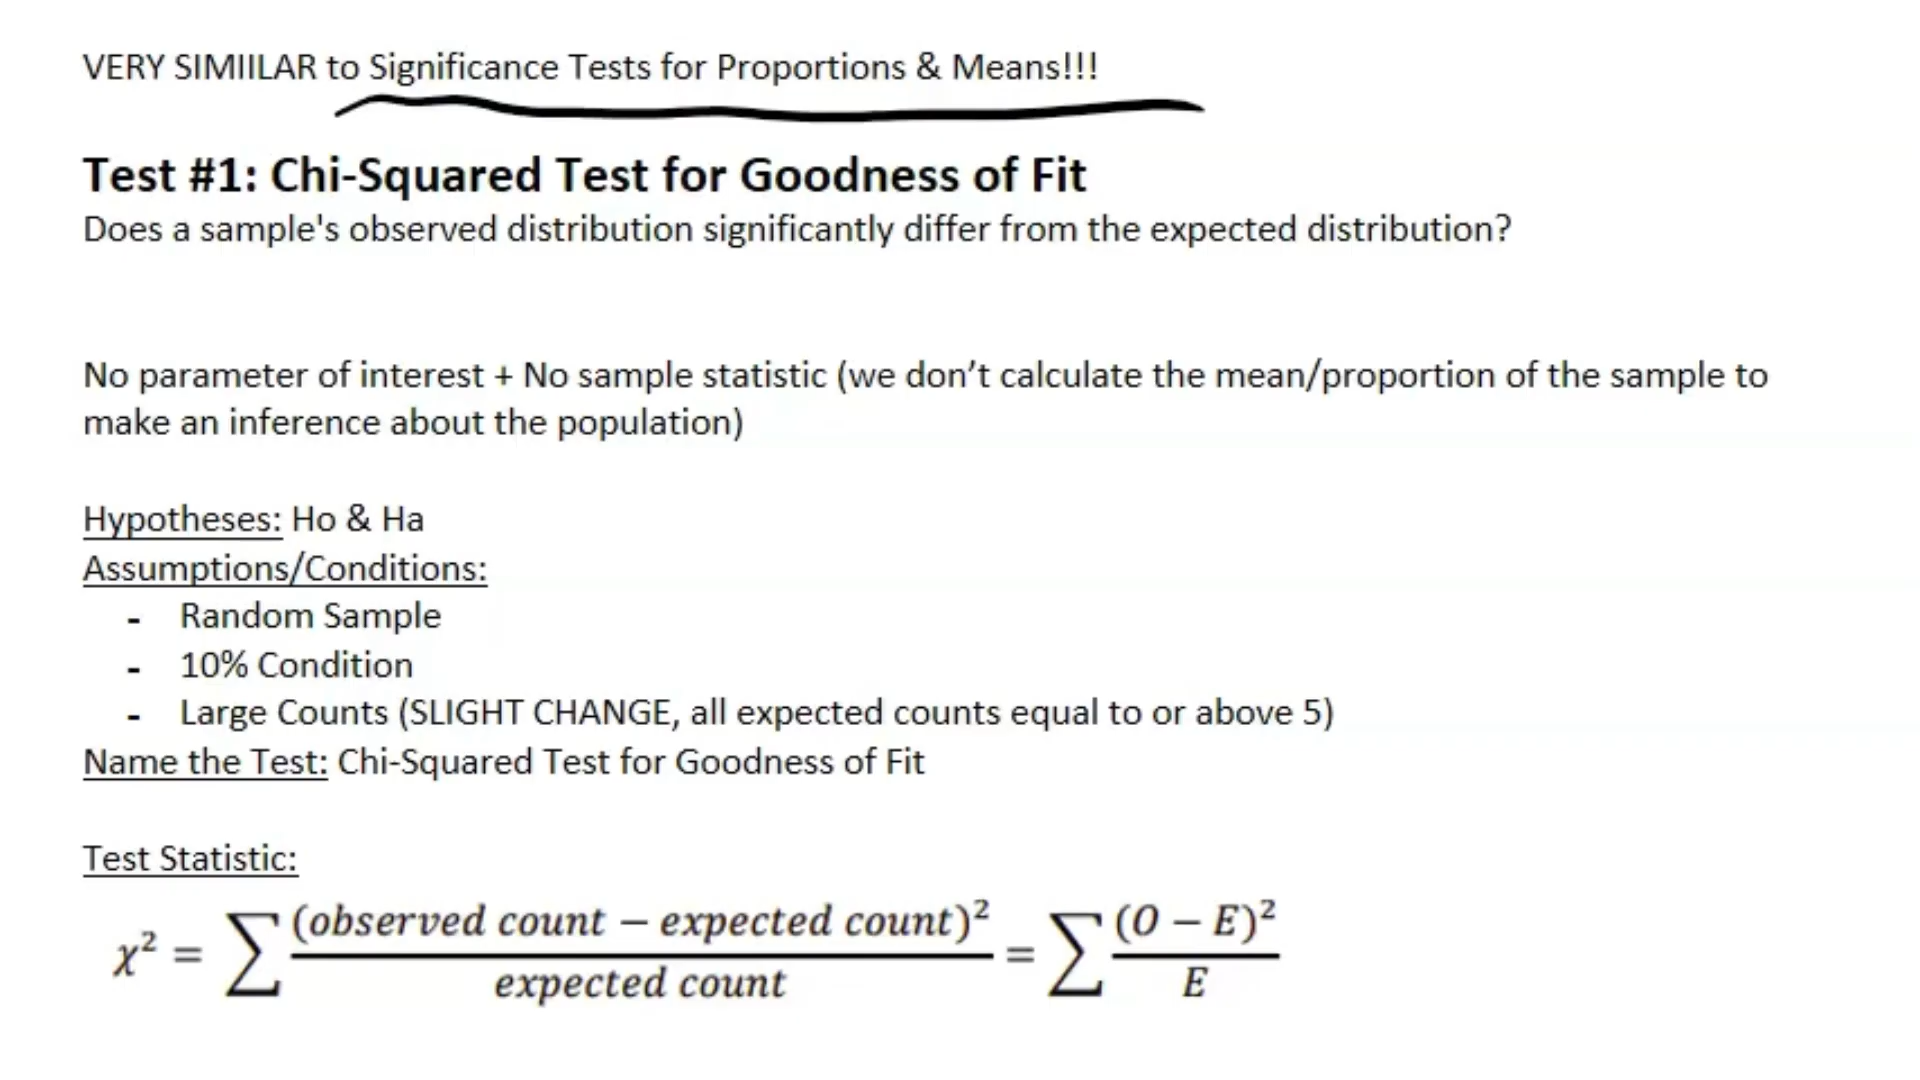 VERY SIMIILAR to Significance Tests for Proportions & Means!!!
Test #1: Chi-Squared Test for Goodness of Fit
Does a sample's observed distribution significantly differ from the expected distribution?
No parameter of interest + No sample statistic (we don’t calculate the mean/proportion of the sample to
make an inference about the population)
Hypotheses: Ho & Ha
Assumptions/Conditions:
- Random Sample
- 10% Condition
- Large Counts (SLIGHT CHANGE, all expected counts equal to or above 5)
Name the Test: Chi-Squared Test for Goodness of Fit
Test Statistic:
χ² = ∑ (observed count − expected count)² / expected count = ∑ (O − E)² / E